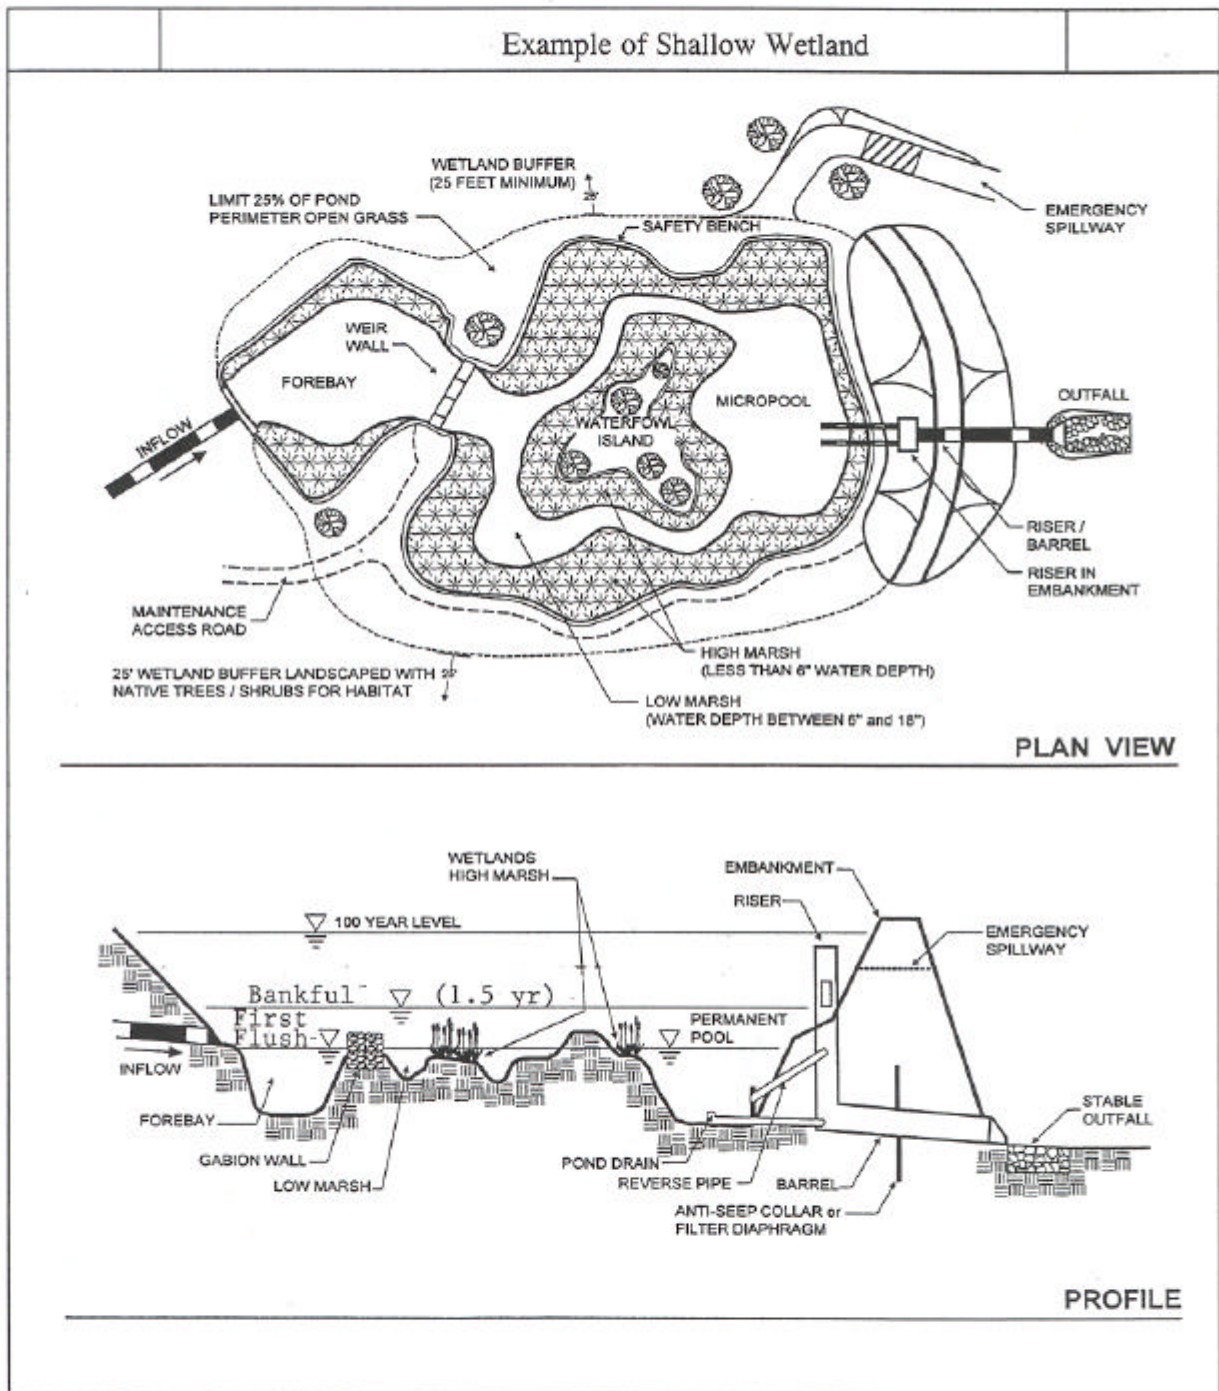 Example of Shallow Wetland
WETLAND BUFFER
(25 FEET MINIMUM)
25'
LIMIT 25% OF POND
PERIMETER OPEN GRASS
SAFETY BENCH
EMERGENCY
SPILLWAY
WEIR
WALL
FOREBAY
MICROPOOL
OUTFALL
WATERFOWL
ISLAND
INFLOW
RISER /
BARREL
RISER IN
EMBANKMENT
MAINTENANCE
ACCESS ROAD
HIGH MARSH
(LESS THAN 6" WATER DEPTH)
25' WETLAND BUFFER LANDSCAPED WITH
NATIVE TREES / SHRUBS FOR HABITAT
25'
LOW MARSH
(WATER DEPTH BETWEEN 6" and 18")
PLAN VIEW
WETLANDS
HIGH MARSH
EMBANKMENT
RISER
100 YEAR LEVEL
EMERGENCY
SPILLWAY
Bankful (1.5 yr)
First
Flush
PERMANENT
POOL
INFLOW
FOREBAY
STABLE
OUTFALL
GABION WALL
POND DRAIN
LOW MARSH
REVERSE PIPE
BARREL
ANTI-SEEP COLLAR or
FILTER DIAPHRAGM
PROFILE